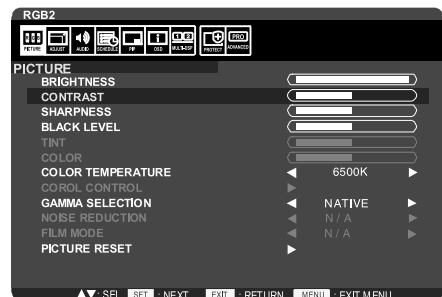 RGB2
PICTURE ADJUST AUDIO SCHEDULE PIP OSD MULTI-DSP PROTECT ADVANCED
PRO
PICTURE
BRIGHTNESS
CONTRAST
SHARPNESS
BLACK LEVEL
TINT
COLOR
COLOR TEMPERATURE 6500K
COROL CONTROL
GAMMA SELECTION NATIVE
NOISE REDUCTION N / A
FILM MODE N / A
PICTURE RESET
: SEL SET : NEXT EXIT : RETURN MENU : EXIT MENU